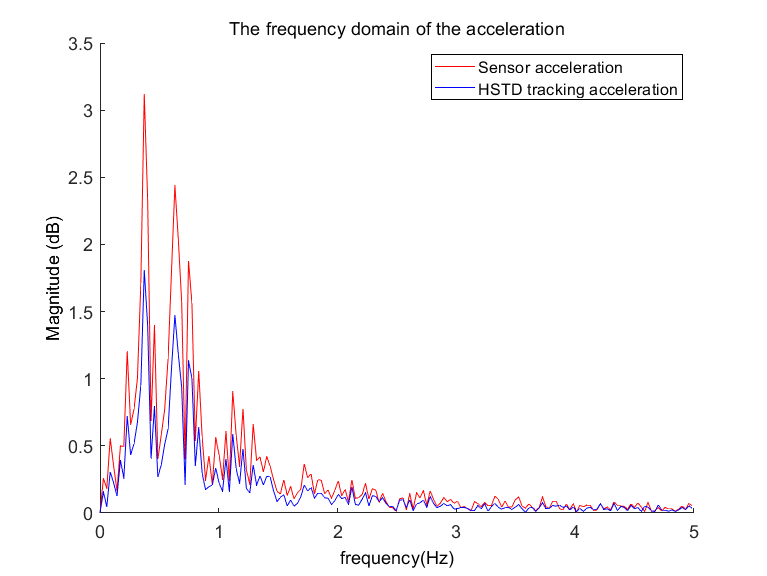 The frequency domain of the acceleration
Sensor acceleration
HSTD tracking acceleration
Magnitude (dB)
3.5
3
2.5
2
1.5
1
0.5
0
0 1 2 3 4 5
frequency(Hz)